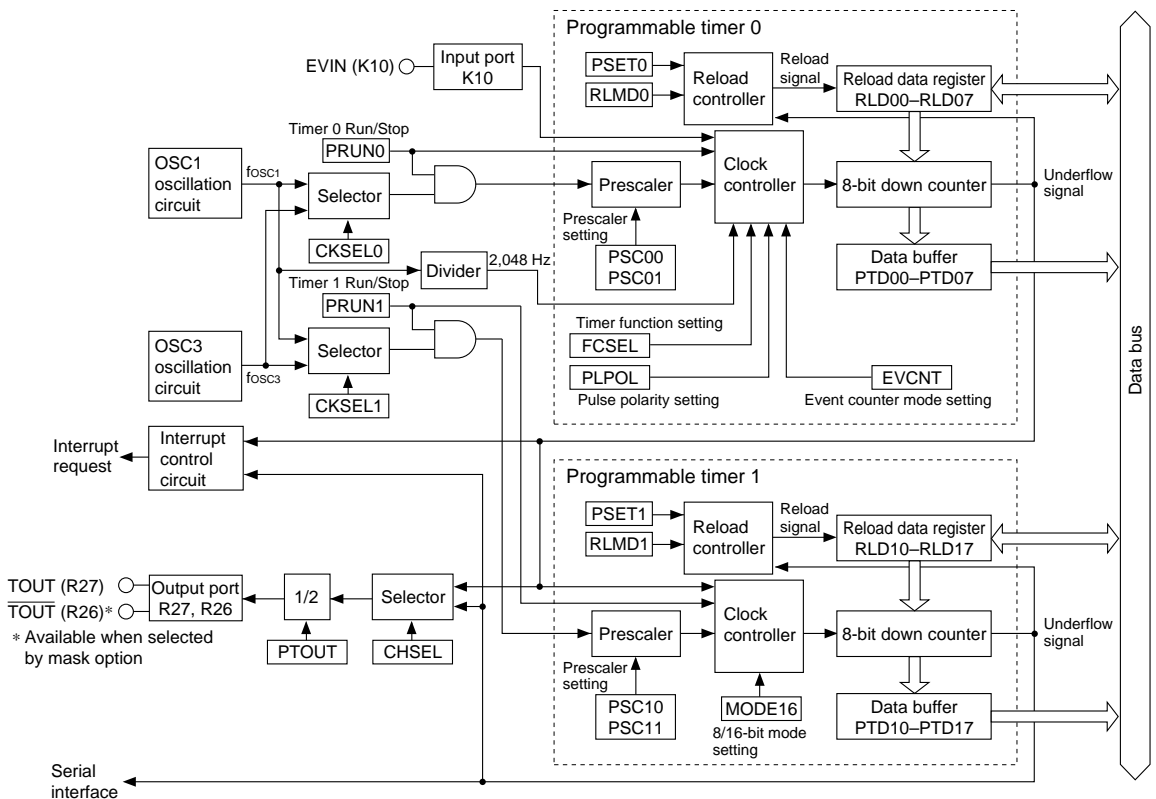 Programmable timer 0
EVIN (K10)
Input port
K10
PSET0
RLMD0
Reload
controller
Reload
signal
Reload data register
RLD00–RLD07
Timer 0 Run/Stop
PRUN0
OSC1
oscillation
circuit
fOSC1
Selector
CKSEL0
Prescaler
Prescaler
setting
PSC00
PSC01
Clock
controller
8-bit down counter
Underflow
signal
Data buffer
PTD00–PTD07
Divider
2,048 Hz
Timer 1 Run/Stop
PRUN1
OSC3
oscillation
circuit
fOSC3
Selector
CKSEL1
Timer function setting
FCSEL
PLPOL
Pulse polarity setting
EVCNT
Event counter mode setting
Data bus
Interrupt
request
Interrupt
control
circuit
Programmable timer 1
PSET1
RLMD1
Reload
controller
Reload
signal
Reload data register
RLD10–RLD17
TOUT (R27)
TOUT (R26)*
* Available when selected
by mask option
Output port
R27, R26
1/2
PTOUT
Selector
CHSEL
Prescaler
Prescaler
setting
PSC10
PSC11
Clock
controller
MODE16
8/16-bit mode
setting
8-bit down counter
Underflow
signal
Data buffer
PTD10–PTD17
Serial
interface